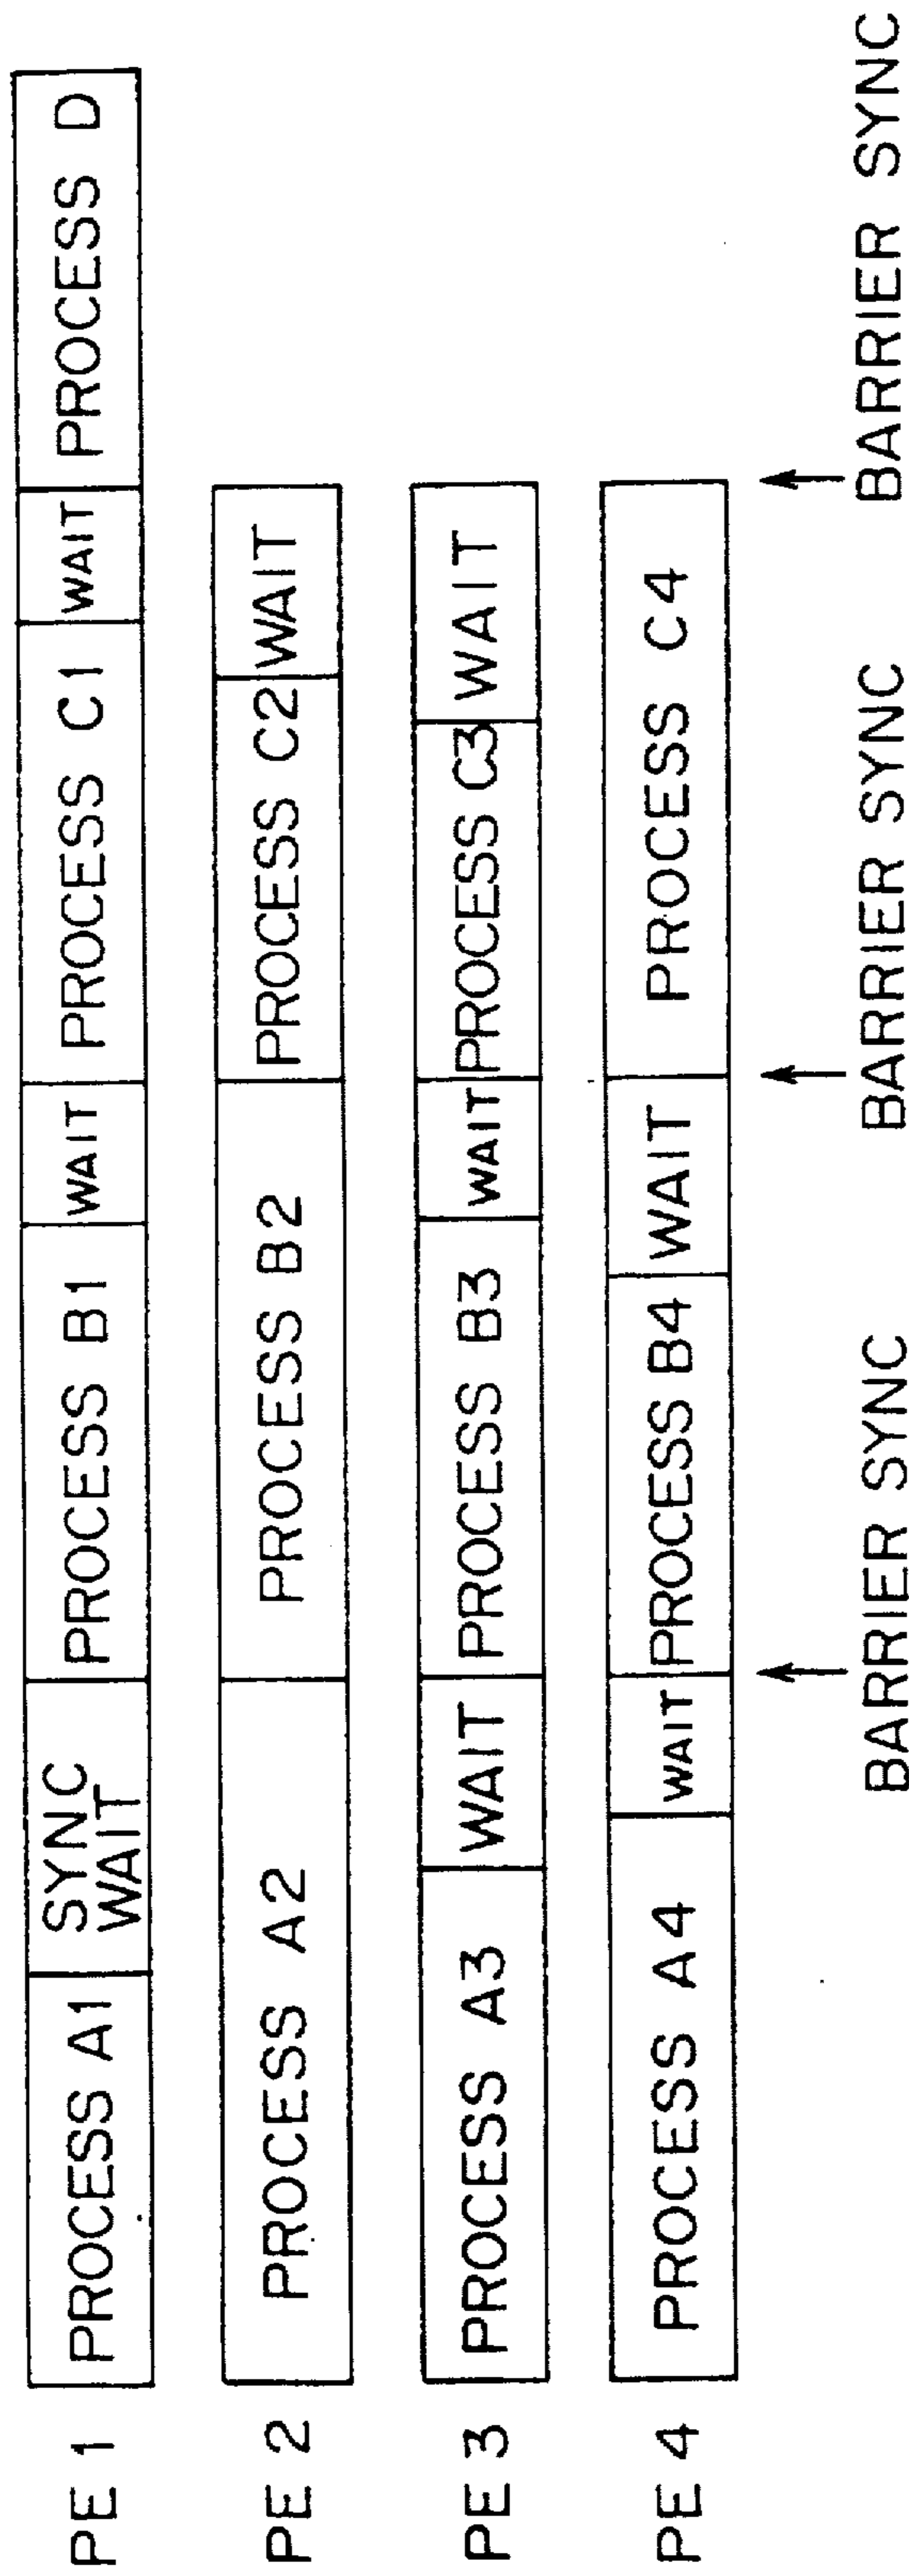 PE 1 PROCESS A1 SYNC WAIT PROCESS B1 WAIT PROCESS C1 WAIT PROCESS D
PE 2 PROCESS A2 PROCESS B2 PROCESS C2 WAIT
PE 3 PROCESS A3 WAIT PROCESS B3 WAIT PROCESS C3 WAIT
PE 4 PROCESS A4 WAIT PROCESS B4 WAIT PROCESS C4
BARRIER SYNC BARRIER SYNC BARRIER SYNC